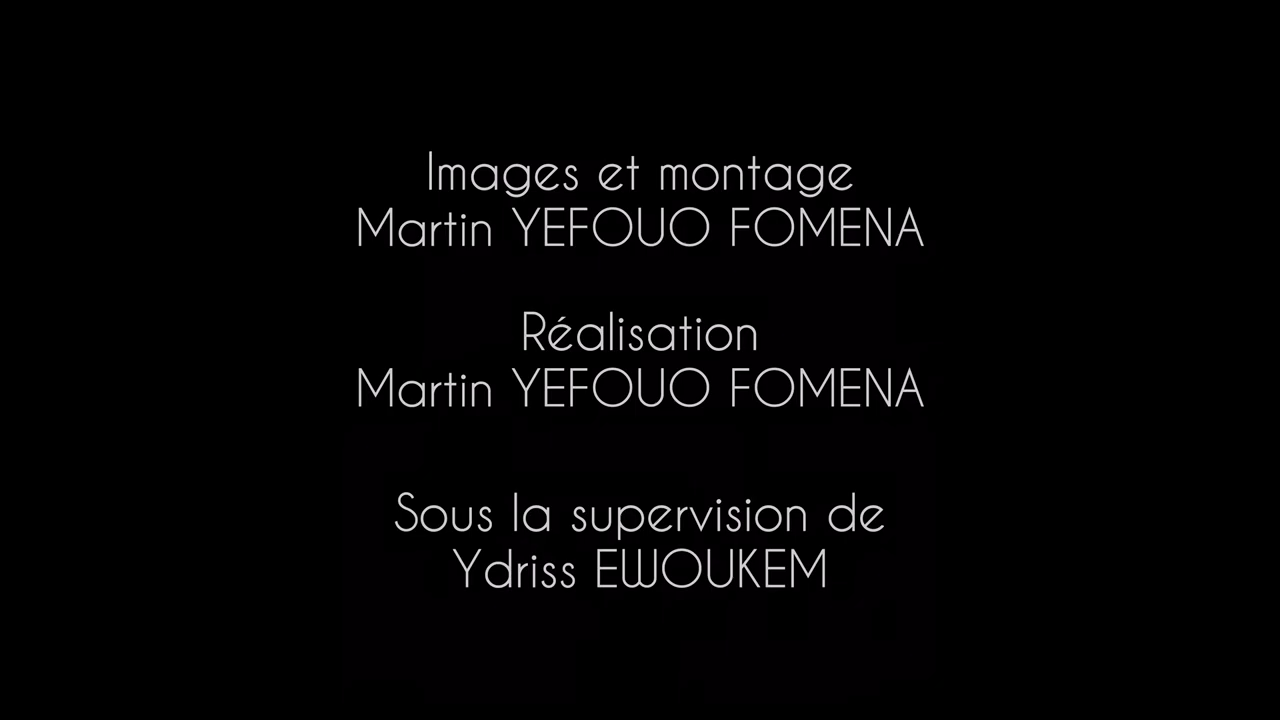 Images et montage
Martin YEFOUO FOMENA
Réalisation
Martin YEFOUO FOMENA
Sous la supervision de
Ydriss EWOUKEM